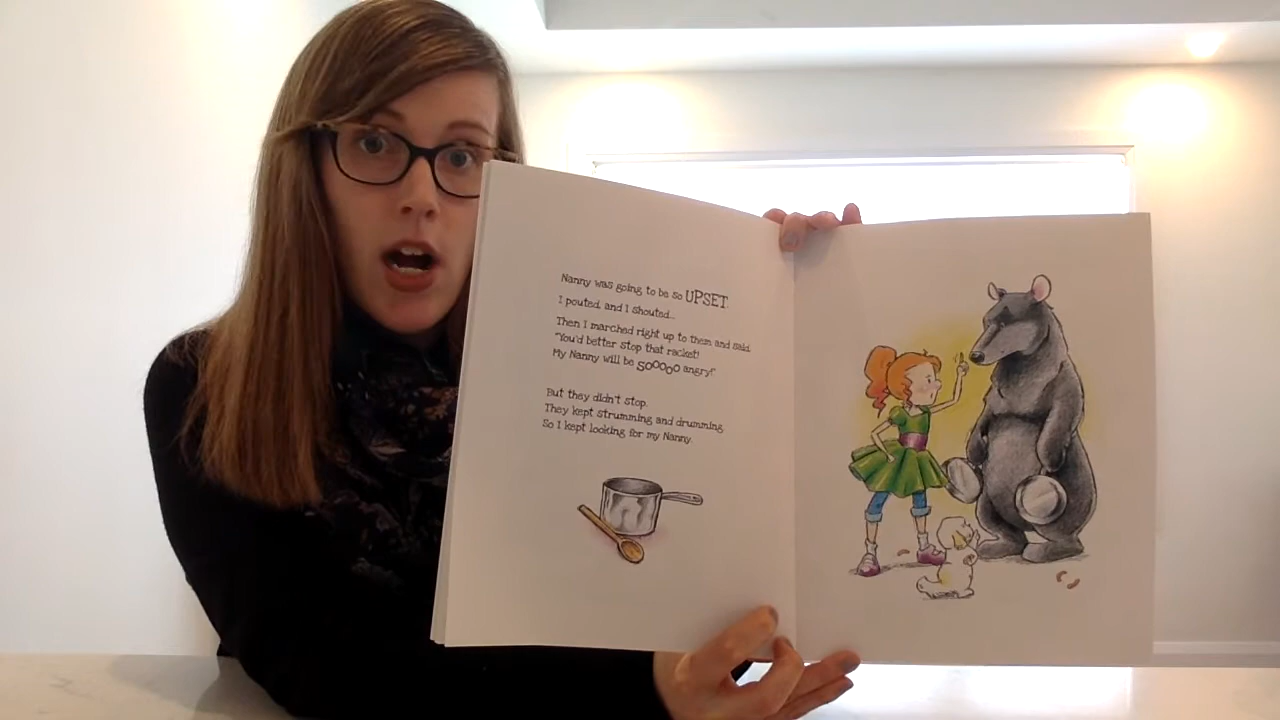 Nanny was going to be so UPSET.
I pouted, and I shouted...
Then I marched right up to them and said,
"You'd better stop that racket!
My Nanny will be SOOOOO angry!"
But they didn't stop.
They kept strumming and drumming
So I kept looking for my Nanny.